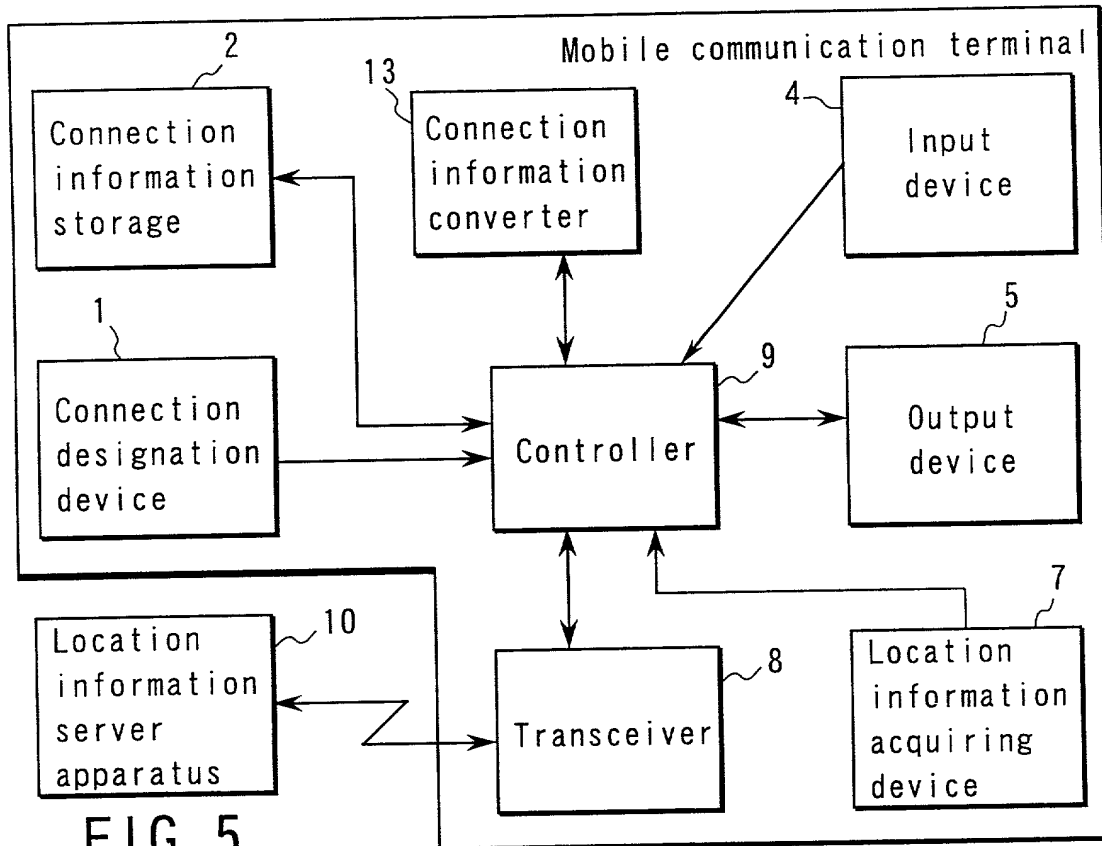 Mobile communication terminal
2
Connection
information
storage
13
Connection
information
converter
4
Input
device
1
Connection
designation
device
9
Controller
5
Output
device
10
Location
information
server
apparatus
8
Transceiver
7
Location
information
acquiring
device
FIG. 5